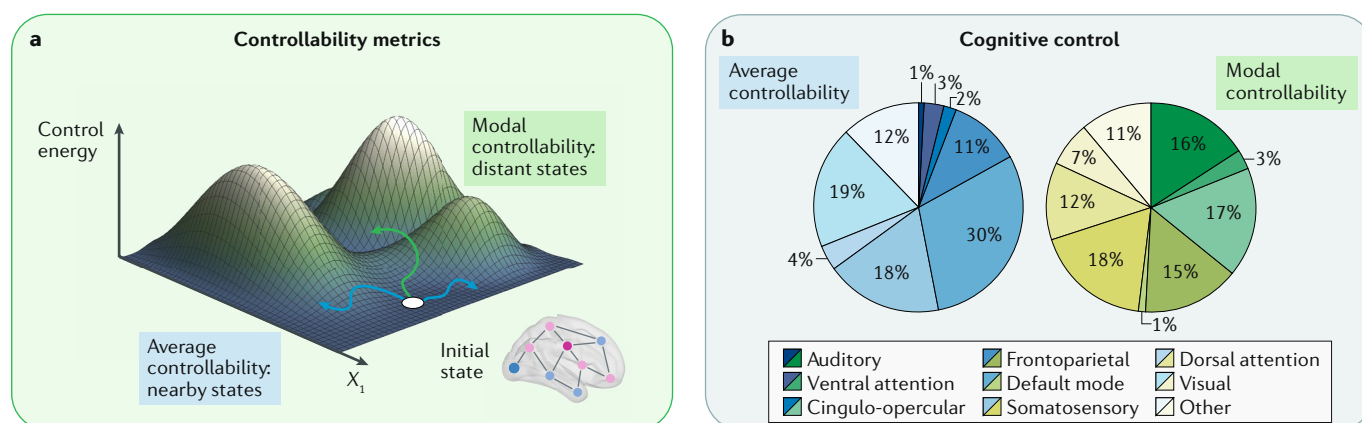 a
Controllability metrics
Control
energy
Modal
controllability:
distant states
Average
controllability:
nearby states
X1
Initial
state
b
Cognitive control
Average
controllability
Modal
controllability
1%
3%
2%
11%
30%
18%
4%
19%
12%
16%
3%
17%
15%
1%
18%
12%
7%
11%
Auditory
Frontoparietal
Dorsal attention
Ventral attention
Default mode
Visual
Cingulo-opercular
Somatosensory
Other